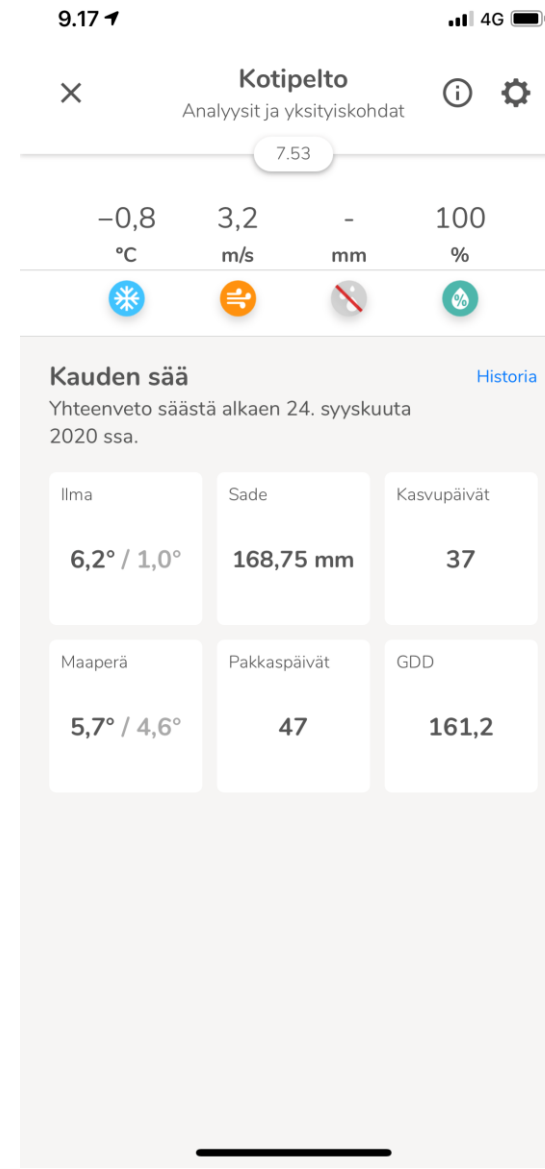 9.17 4G
Kotipelto
Analyysit ja yksityiskohdat
7.53
−0,8 3,2 - 100
°C m/s mm %
%
Kauden sää Historia
Yhteenveto säästä alkaen 24. syyskuuta
2020 ssa.
Ilma Sade Kasvupäivät
6,2° / 1,0° 168,75 mm 37
Maaperä Pakkaspäivät GDD
5,7° / 4,6° 47 161,2